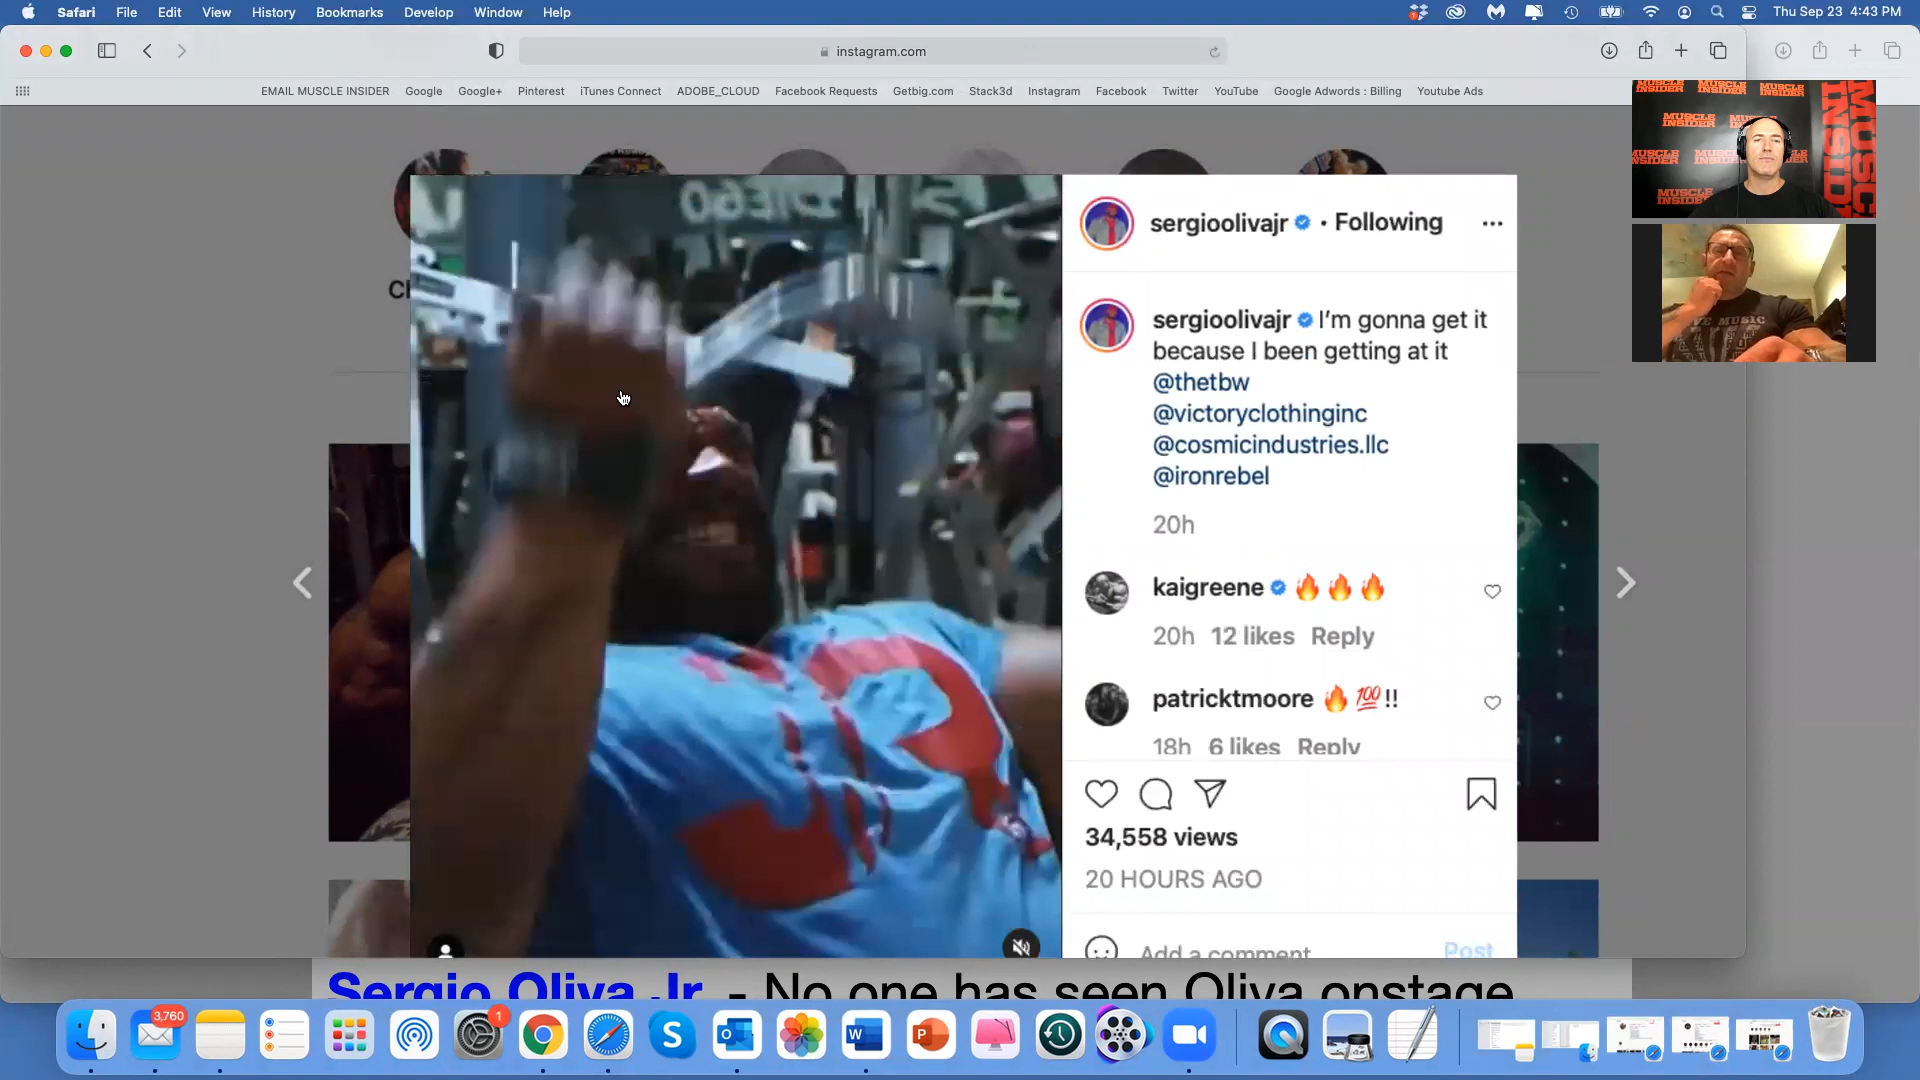 Safari File Edit View History Bookmarks Develop Window Help
Thu Sep 23 4:43 PM
instagram.com
EMAIL MUSCLE INSIDER Google Google+ Pinterest iTunes Connect ADOBE_CLOUD Facebook Requests Getbig.com Stack3d Instagram Facebook Twitter YouTube Google Adwords : Billing Youtube Ads
MUSCLE INSIDER
sergioolivajr • Following
sergioolivajr I'm gonna get it
because I been getting at it
@thetbw
@victoryclothinginc
@cosmicindustries.llc
@ironrebel
20h
kaigreene 🔥🔥🔥
20h 12 likes Reply
patricktmoore 🔥💯!!
18h 6 likes Reply
34,558 views
20 HOURS AGO
Add a comment
Post
Sergio Oliva Jr. - No one has seen Oliva onstage
3,760
1